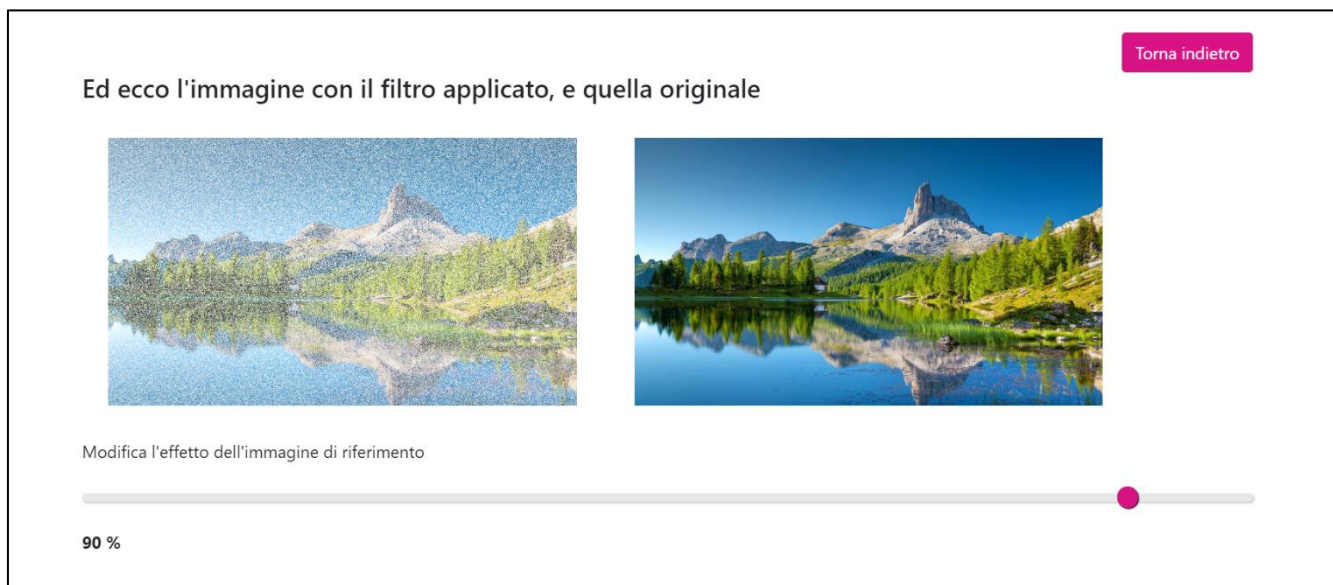 Torna indietro
Ed ecco l'immagine con il filtro applicato, e quella originale
Modifica l'effetto dell'immagine di riferimento
90 %